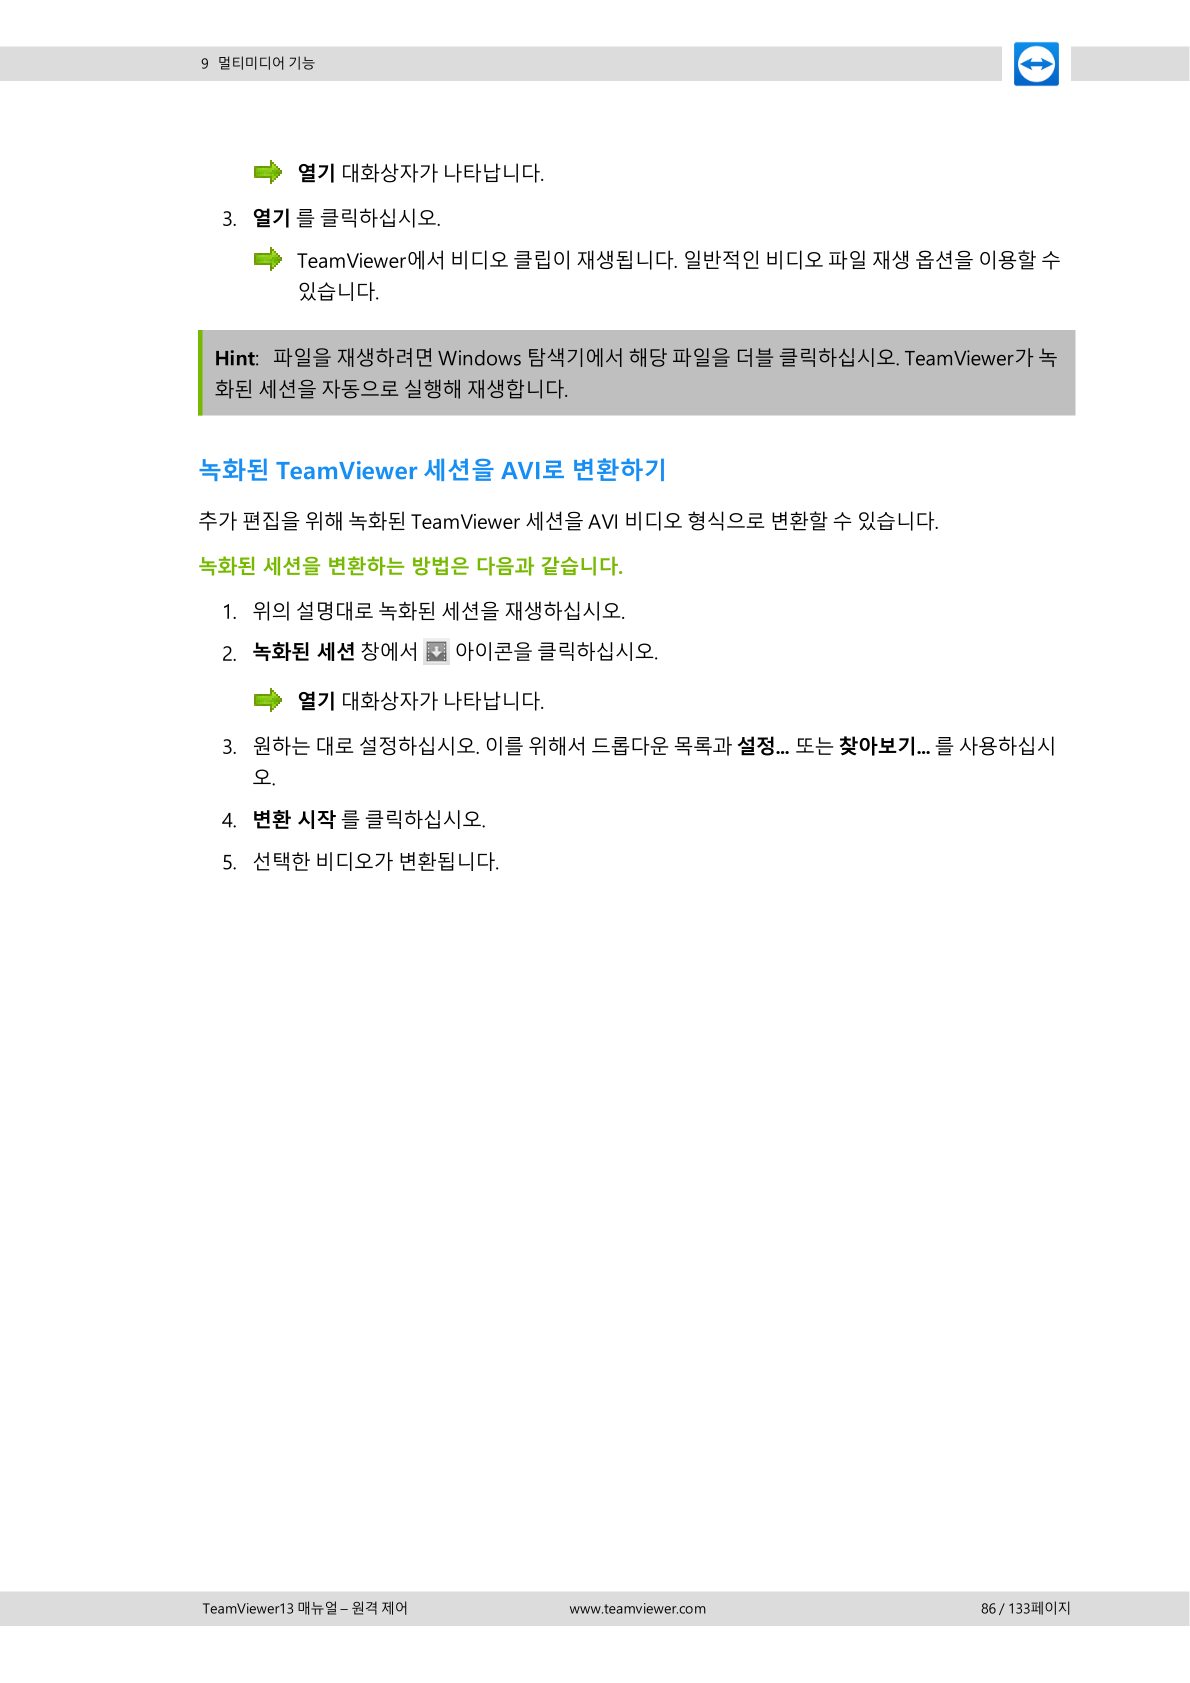 9 멀티미디어 기능
열기 대화상자가 나타납니다.
3. 열기 를 클릭하십시오.
TeamViewer에서 비디오 클립이 재생됩니다. 일반적인 비디오 파일 재생 옵션을 이용할 수
있습니다.
Hint: 파일을 재생하려면 Windows 탐색기에서 해당 파일을 더블 클릭하십시오. TeamViewer가 녹
화된 세션을 자동으로 실행해 재생합니다.
녹화된 TeamViewer 세션을 AVI로 변환하기
추가 편집을 위해 녹화된 TeamViewer 세션을 AVI 비디오 형식으로 변환할 수 있습니다.
녹화된 세션을 변환하는 방법은 다음과 같습니다.
1. 위의 설명대로 녹화된 세션을 재생하십시오.
2. 녹화된 세션 창에서 아이콘을 클릭하십시오.
열기 대화상자가 나타납니다.
3. 원하는 대로 설정하십시오. 이를 위해서 드롭다운 목록과 설정... 또는 찾아보기... 를 사용하십시
오.
4. 변환 시작 를 클릭하십시오.
5. 선택한 비디오가 변환됩니다.
TeamViewer13 매뉴얼 – 원격 제어 www.teamviewer.com 86 / 133페이지